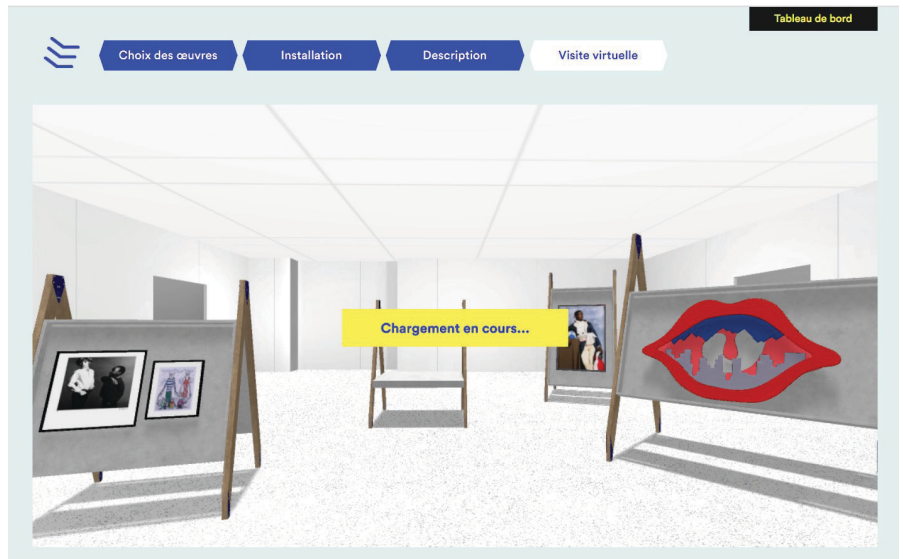 Tableau de bord
Choix des œuvres
Installation
Description
Visite virtuelle
Chargement en cours...